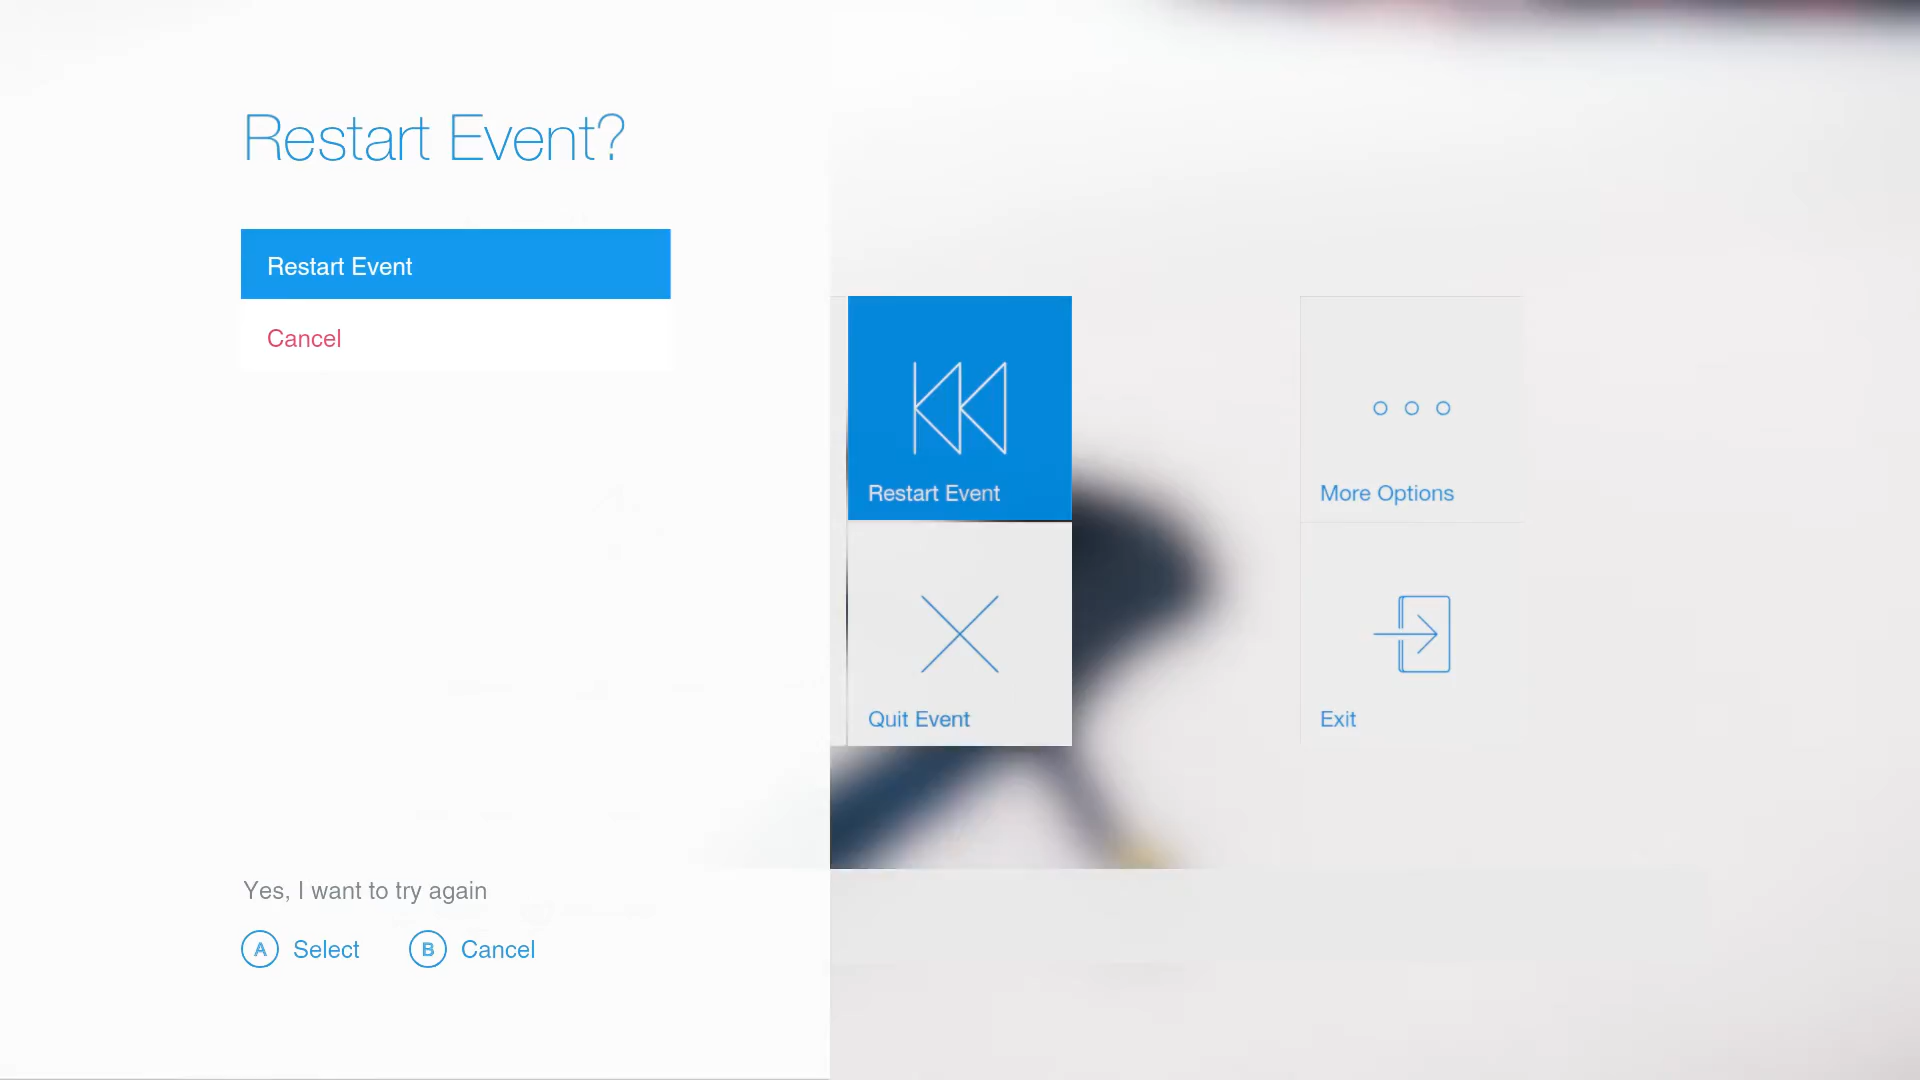 Restart Event?
Restart Event
Cancel
Yes, I want to try again
A Select B Cancel
Restart Event
More Options
Quit Event
Exit